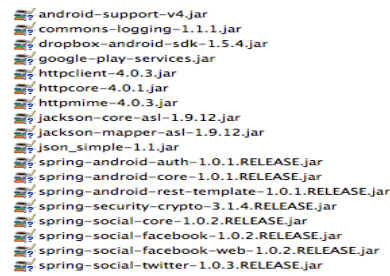 android-support-v4.jar
commons-logging-1.1.1.jar
dropbox-android-sdk-1.5.4.jar
google-play-services.jar
httpclient-4.0.3.jar
httpcore-4.0.1.jar
httpmime-4.0.3.jar
jackson-core-asl-1.9.12.jar
jackson-mapper-asl-1.9.12.jar
json_simple-1.1.jar
spring-android-auth-1.0.1.RELEASE.jar
spring-android-core-1.0.1.RELEASE.jar
spring-android-rest-template-1.0.1.RELEASE.jar
spring-security-crypto-3.1.4.RELEASE.jar
spring-social-core-1.0.2.RELEASE.jar
spring-social-facebook-1.0.2.RELEASE.jar
spring-social-facebook-web-1.0.2.RELEASE.jar
spring-social-twitter-1.0.3.RELEASE.jar